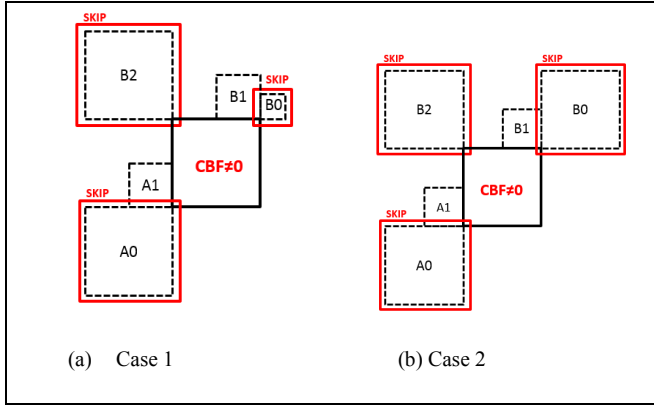 SKIP
B2
SKIP
B1
B0
CBF≠0
A1
SKIP
A0
(a) Case 1
SKIP
B2
SKIP
B0
B1
CBF≠0
A1
SKIP
A0
(b) Case 2